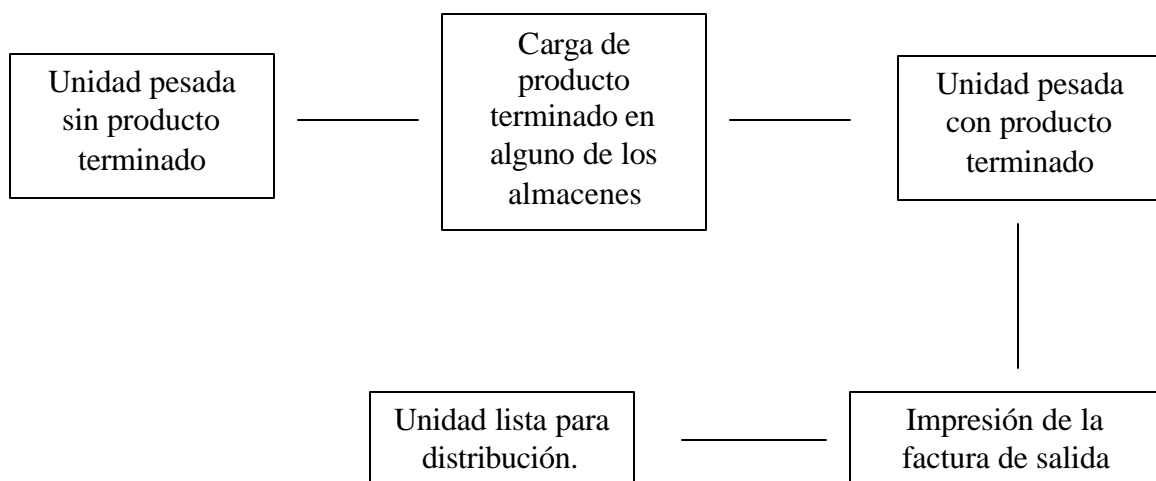 Unidad pesada
sin producto
terminado
Carga de
producto
terminado en
alguno de los
almacenes
Unidad pesada
con producto
terminado
Impresión de la
factura de salida
Unidad lista para
distribución.